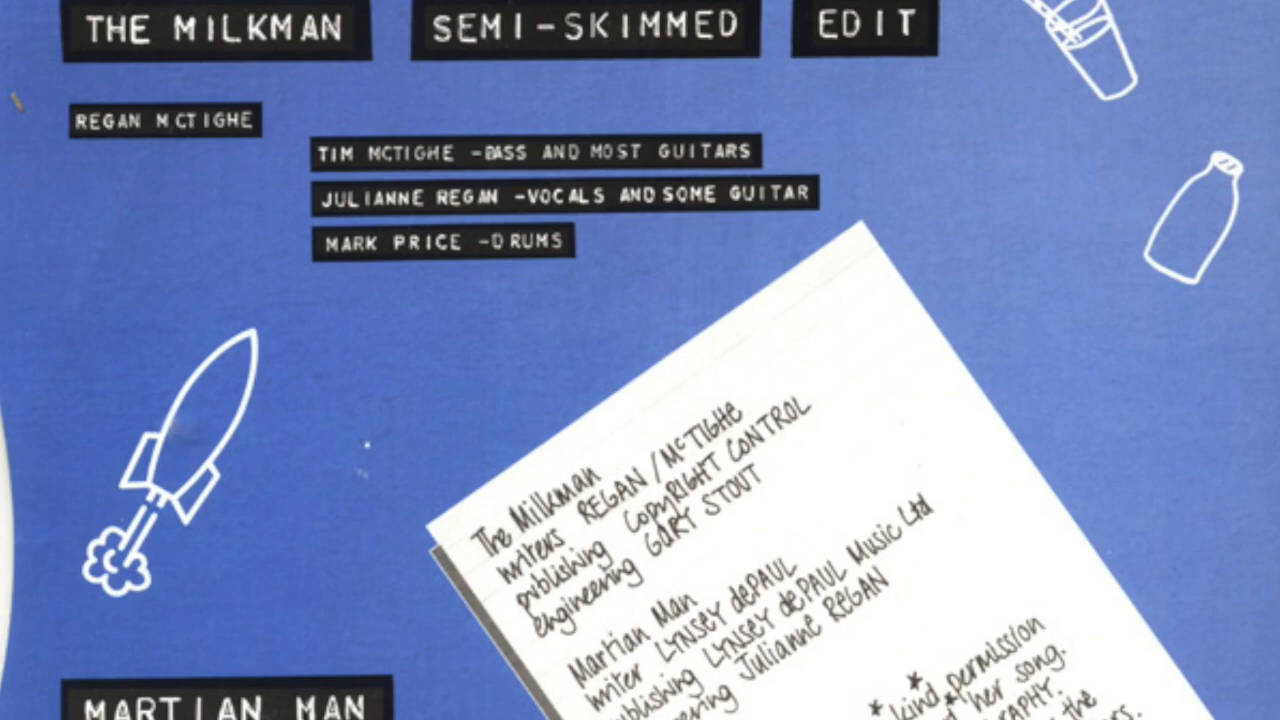 THE MILKMAN SEMI-SKIMMED EDIT
REGAN MCTIGHE
TIM MCTIGHE -BASS AND MOST GUITARS
JULIANNE REGAN -VOCALS AND SOME GUITAR
MARK PRICE -DRUMS
The Milkman
writers REGAN / McTIGHE
publishing COPYRIGHT CONTROL
engineering GARY STOUT
Martian Man
writer LYNSEY dePAUL
publishing LYNSEY dePAUL Music Ltd
Julianne REGAN
* kind permission
her song.
the
MARTIAN MAN